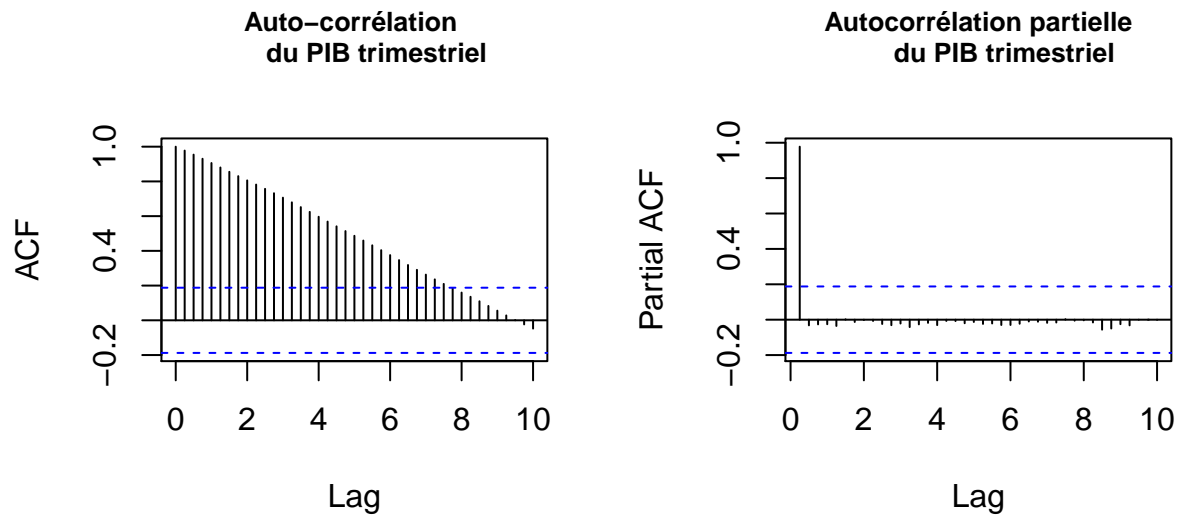 Auto−corrélation
du PIB trimestriel
ACF
1.0
0.4
−0.2
0 2 4 6 8 10
Lag
Autocorrélation partielle
du PIB trimestriel
Partial ACF
1.0
0.4
−0.2
0 2 4 6 8 10
Lag